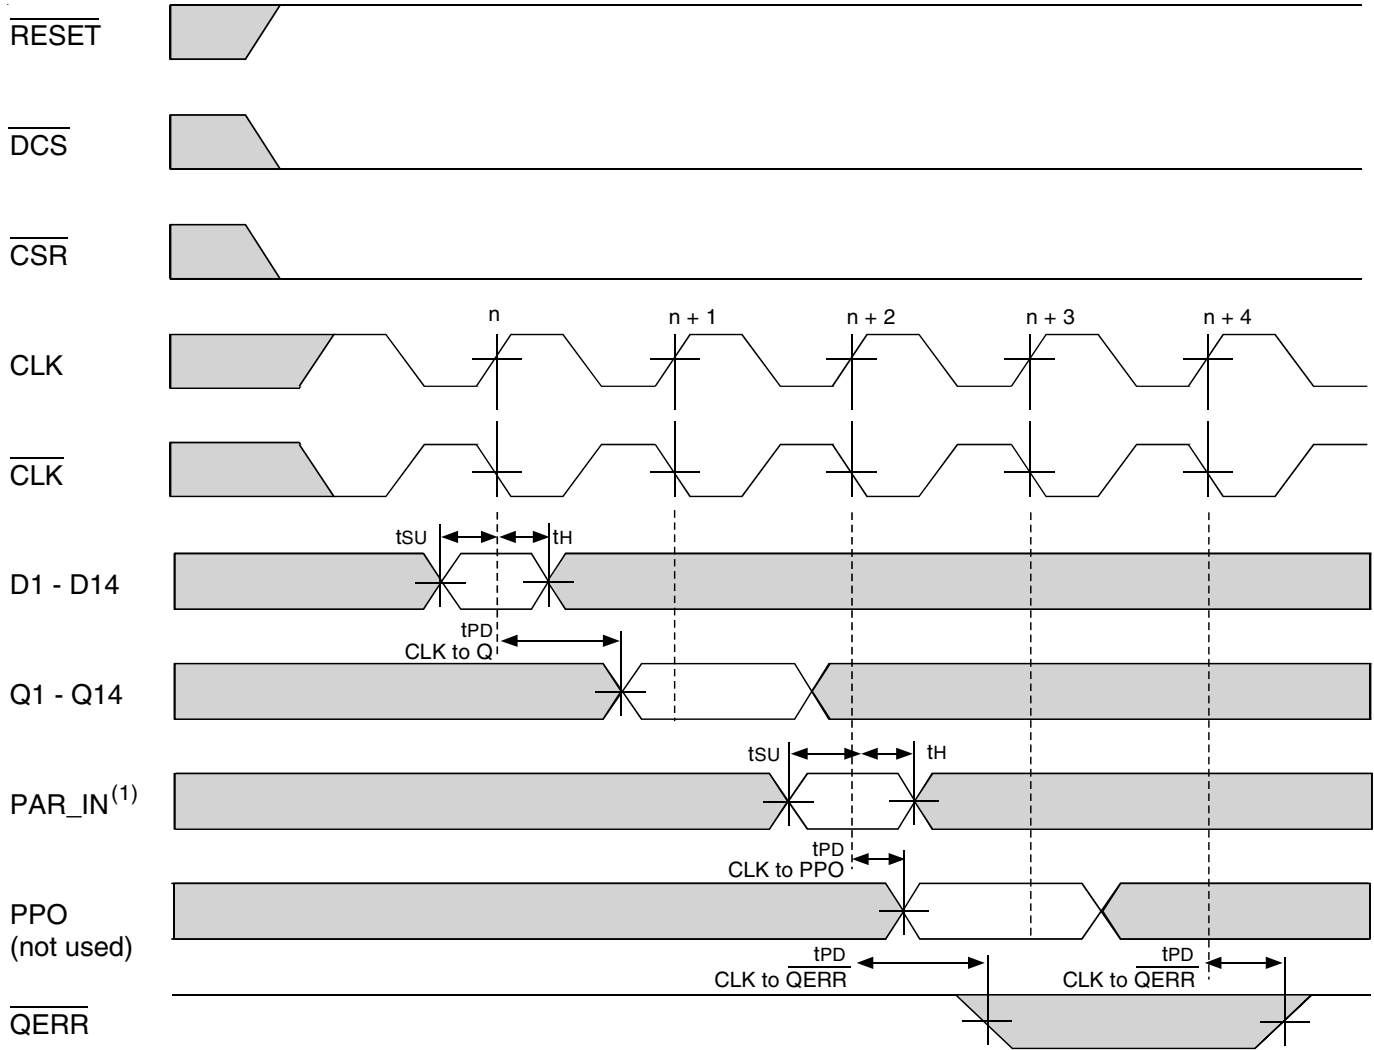 RESET
DCS
CSR
n
n + 1
n + 2
n + 3
n + 4
CLK
CLK
tSU
tH
D1 - D14
tPD
CLK to Q
Q1 - Q14
tSU
tH
PAR_IN(1)
tPD
CLK to PPO
PPO
(not used)
tPD
CLK to QERR
tPD
CLK to QERR
QERR